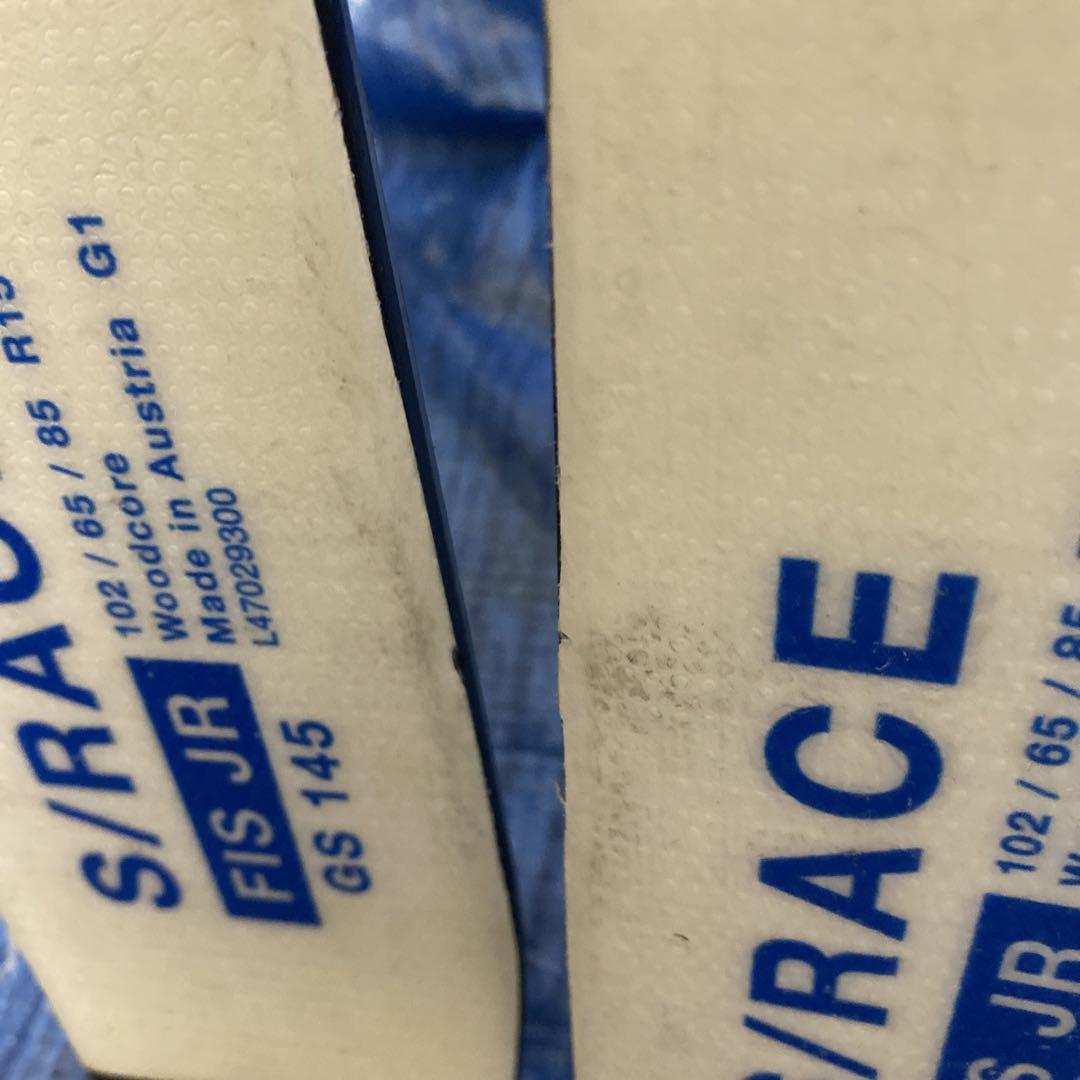 S/RAC
102 / 65 / 85 R15
Woodcore
Made in Austria G1
L47029300
FIS JR
GS 145
S/RACE
102 / 65 / 85
JR